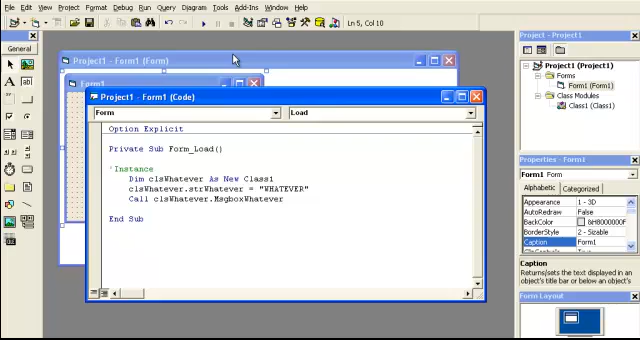 File Edit View Project Format Debug Run Query Diagram Tools Add-Ins Window Help
Ln 5, Col 10
General
Project1 - Form1 (Form)
Form1
Project1 - Form1 (Code)
Form
Load
Option Explicit
Private Sub Form_Load()
'Instance
Dim clsWhatever As New Class1
clsWhatever.strWhatever = "WHATEVER"
Call clsWhatever.MsgboxWhatever
End Sub
Project - Project1
Project1 (Project1)
Forms
Form1 (Form1)
Class Modules
Class1 (Class1)
Properties - Form1
Form1 Form
Alphabetic Categorized
Appearance 1 - 3D
AutoRedraw False
BackColor &H8000000F
BorderStyle 2 - Sizable
Caption Form1
Caption
Returns/sets the text displayed in an
object's title bar or below an object's
Form Layout